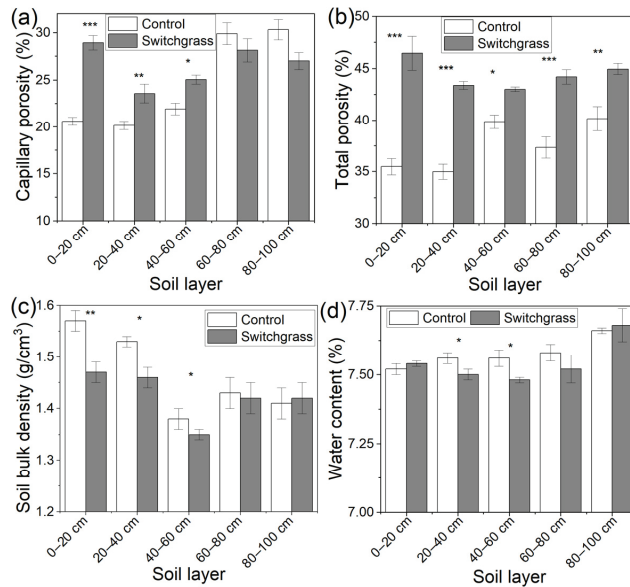 (a)
Control
Switchgrass
***
**
*
30
25
20
15
10
Capillary porosity (%)
0–20 cm
20–40 cm
40–60 cm
60–80 cm
80–100 cm
Soil layer
(b)
Control
Switchgrass
***
***
*
***
**
50
45
40
35
30
Total porosity (%)
0–20 cm
20–40 cm
40–60 cm
60–80 cm
80–100 cm
Soil layer
(c)
Control
Switchgrass
**
*
*
1.6
1.5
1.4
1.3
1.2
Soil bulk density (g/cm³)
0–20 cm
20–40 cm
40–60 cm
60–80 cm
80–100 cm
Soil layer
(d)
Control
Switchgrass
*
*
7.75
7.50
7.25
7.00
Water content (%)
0–20 cm
20–40 cm
40–60 cm
60–80 cm
80–100 cm
Soil layer